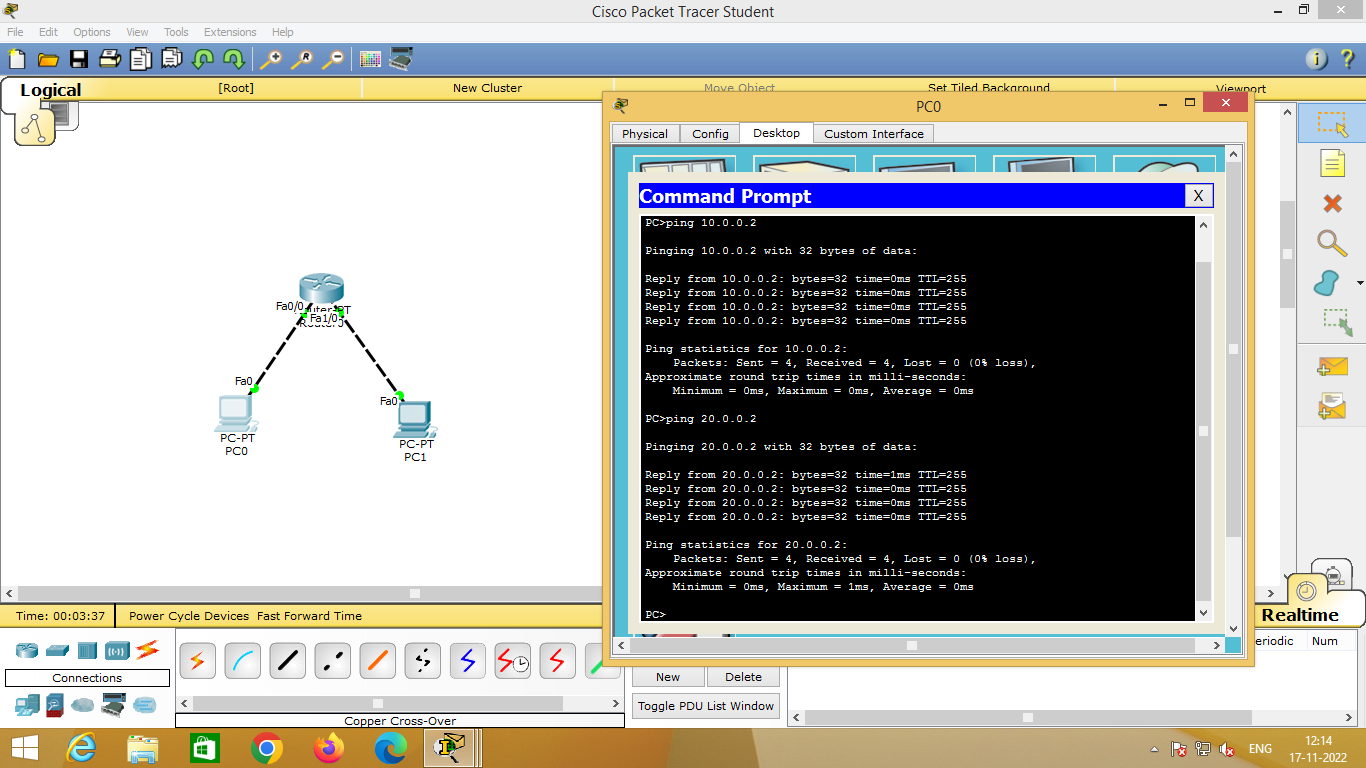 Cisco Packet Tracer Student
File Edit Options View Tools Extensions Help
Logical
[Root]
New Cluster
Move Object
Set Tiled Background
Viewport
PC0
Physical Config Desktop Custom Interface
Command Prompt X
PC>ping 10.0.0.2
Pinging 10.0.0.2 with 32 bytes of data:
Reply from 10.0.0.2: bytes=32 time=0ms TTL=255
Reply from 10.0.0.2: bytes=32 time=0ms TTL=255
Reply from 10.0.0.2: bytes=32 time=0ms TTL=255
Reply from 10.0.0.2: bytes=32 time=0ms TTL=255
Ping statistics for 10.0.0.2:
Packets: Sent = 4, Received = 4, Lost = 0 (0% loss),
Approximate round trip times in milli-seconds:
Minimum = 0ms, Maximum = 0ms, Average = 0ms
PC>ping 20.0.0.2
Pinging 20.0.0.2 with 32 bytes of data:
Reply from 20.0.0.2: bytes=32 time=1ms TTL=255
Reply from 20.0.0.2: bytes=32 time=0ms TTL=255
Reply from 20.0.0.2: bytes=32 time=0ms TTL=255
Reply from 20.0.0.2: bytes=32 time=0ms TTL=255
Ping statistics for 20.0.0.2:
Packets: Sent = 4, Received = 4, Lost = 0 (0% loss),
Approximate round trip times in milli-seconds:
Minimum = 0ms, Maximum = 1ms, Average = 0ms
PC>
Fa0/0
Fa1/0
Fa0
Fa0
PC-PT
PC0
PC-PT
PC1
Time: 00:03:37
Power Cycle Devices Fast Forward Time
Realtime
Connections
Copper Cross-Over
New
Delete
Toggle PDU List Window
eriodic Num
ENG
12:14
17-11-2022